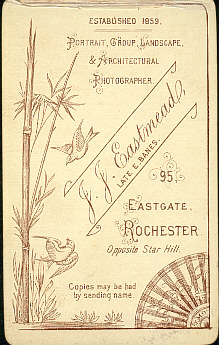 ESTABLISHED 1859.
PORTRAIT, GROUP, LANDSCAPE,
& ARCHITECTURAL
PHOTOGRAPHER.
J. J. Eastmead,
LATE E. BANES.
95.
EASTGATE,
ROCHESTER
Opposite Star Hill.
Copies may be had
by sending name.